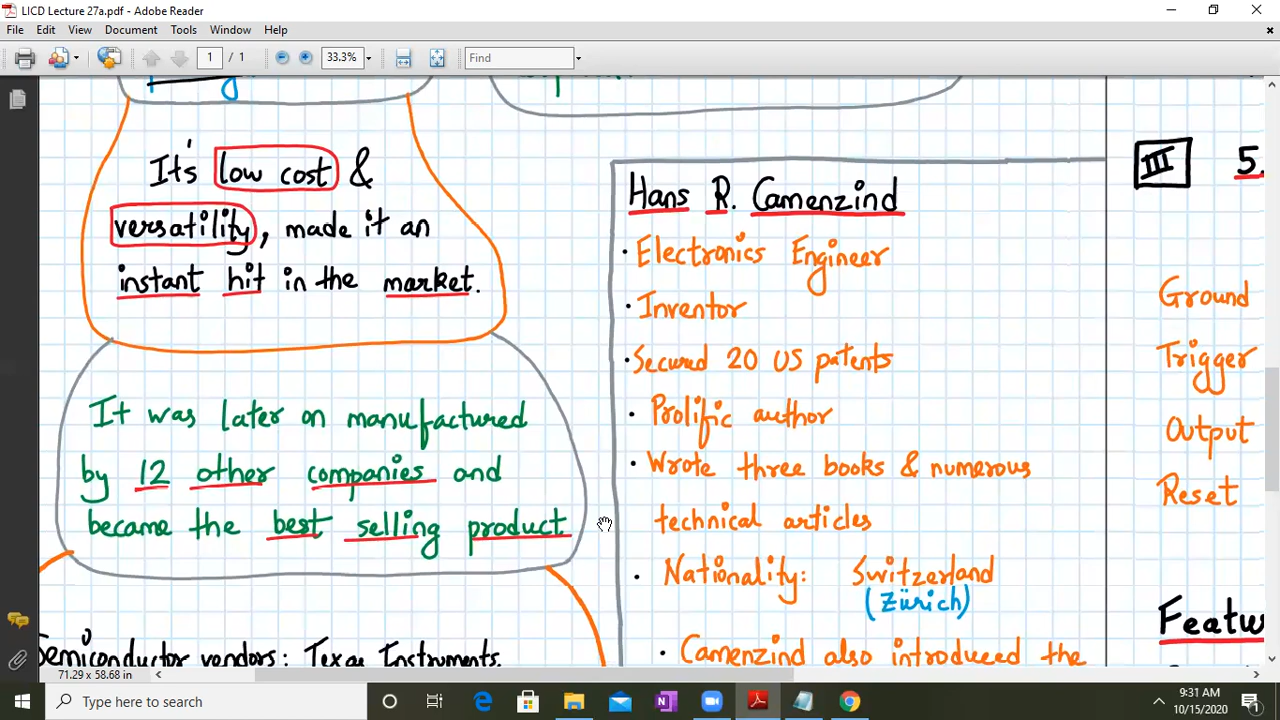 LICD Lecture 27a.pdf - Adobe Reader
File Edit View Document Tools Window Help
1 / 1 33.3% Find
It's low cost &
versatility, made it an
instant hit in the market.
It was later on manufactured
by 12 other companies and
became the best selling product
Semiconductor vendors: Texas Instruments,
Hans R. Camenzind
· Electronics Engineer
· Inventor
· Secured 20 US patents
· Prolific author
· Wrote three books & numerous
technical articles
· Nationality: Switzerland
(Zürich)
· Camenzind also introduced the
III 5.
Ground
Trigger
Output
Reset
Featu
71.29 x 58.68 in
Type here to search
9:31 AM
10/15/2020